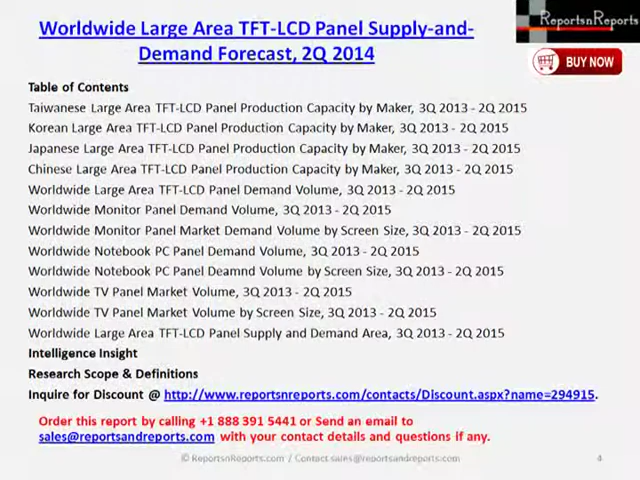 Worldwide Large Area TFT-LCD Panel Supply-and-
Demand Forecast, 2Q 2014
ReportsnReports
BUY NOW
Table of Contents
Taiwanese Large Area TFT-LCD Panel Production Capacity by Maker, 3Q 2013 - 2Q 2015
Korean Large Area TFT-LCD Panel Production Capacity by Maker, 3Q 2013 - 2Q 2015
Japanese Large Area TFT-LCD Panel Production Capacity by Maker, 3Q 2013 - 2Q 2015
Chinese Large Area TFT-LCD Panel Production Capacity by Maker, 3Q 2013 - 2Q 2015
Worldwide Large Area TFT-LCD Panel Demand Volume, 3Q 2013 - 2Q 2015
Worldwide Monitor Panel Demand Volume, 3Q 2013 - 2Q 2015
Worldwide Monitor Panel Market Demand Volume by Screen Size, 3Q 2013 - 2Q 2015
Worldwide Notebook PC Panel Demand Volume, 3Q 2013 - 2Q 2015
Worldwide Notebook PC Panel Deamnd Volume by Screen Size, 3Q 2013 - 2Q 2015
Worldwide TV Panel Market Volume, 3Q 2013 - 2Q 2015
Worldwide TV Panel Market Volume by Screen Size, 3Q 2013 - 2Q 2015
Worldwide Large Area TFT-LCD Panel Supply and Demand Area, 3Q 2013 - 2Q 2015
Intelligence Insight
Research Scope & Definitions
Inquire for Discount @ http://www.reportsnreports.com/contacts/Discount.aspx?name=294915.
Order this report by calling +1 888 391 5441 or Send an email to
sales@reportsandreports.com with your contact details and questions if any.
© ReportsnReports.com / Contact sales@reportsandreports.com
4